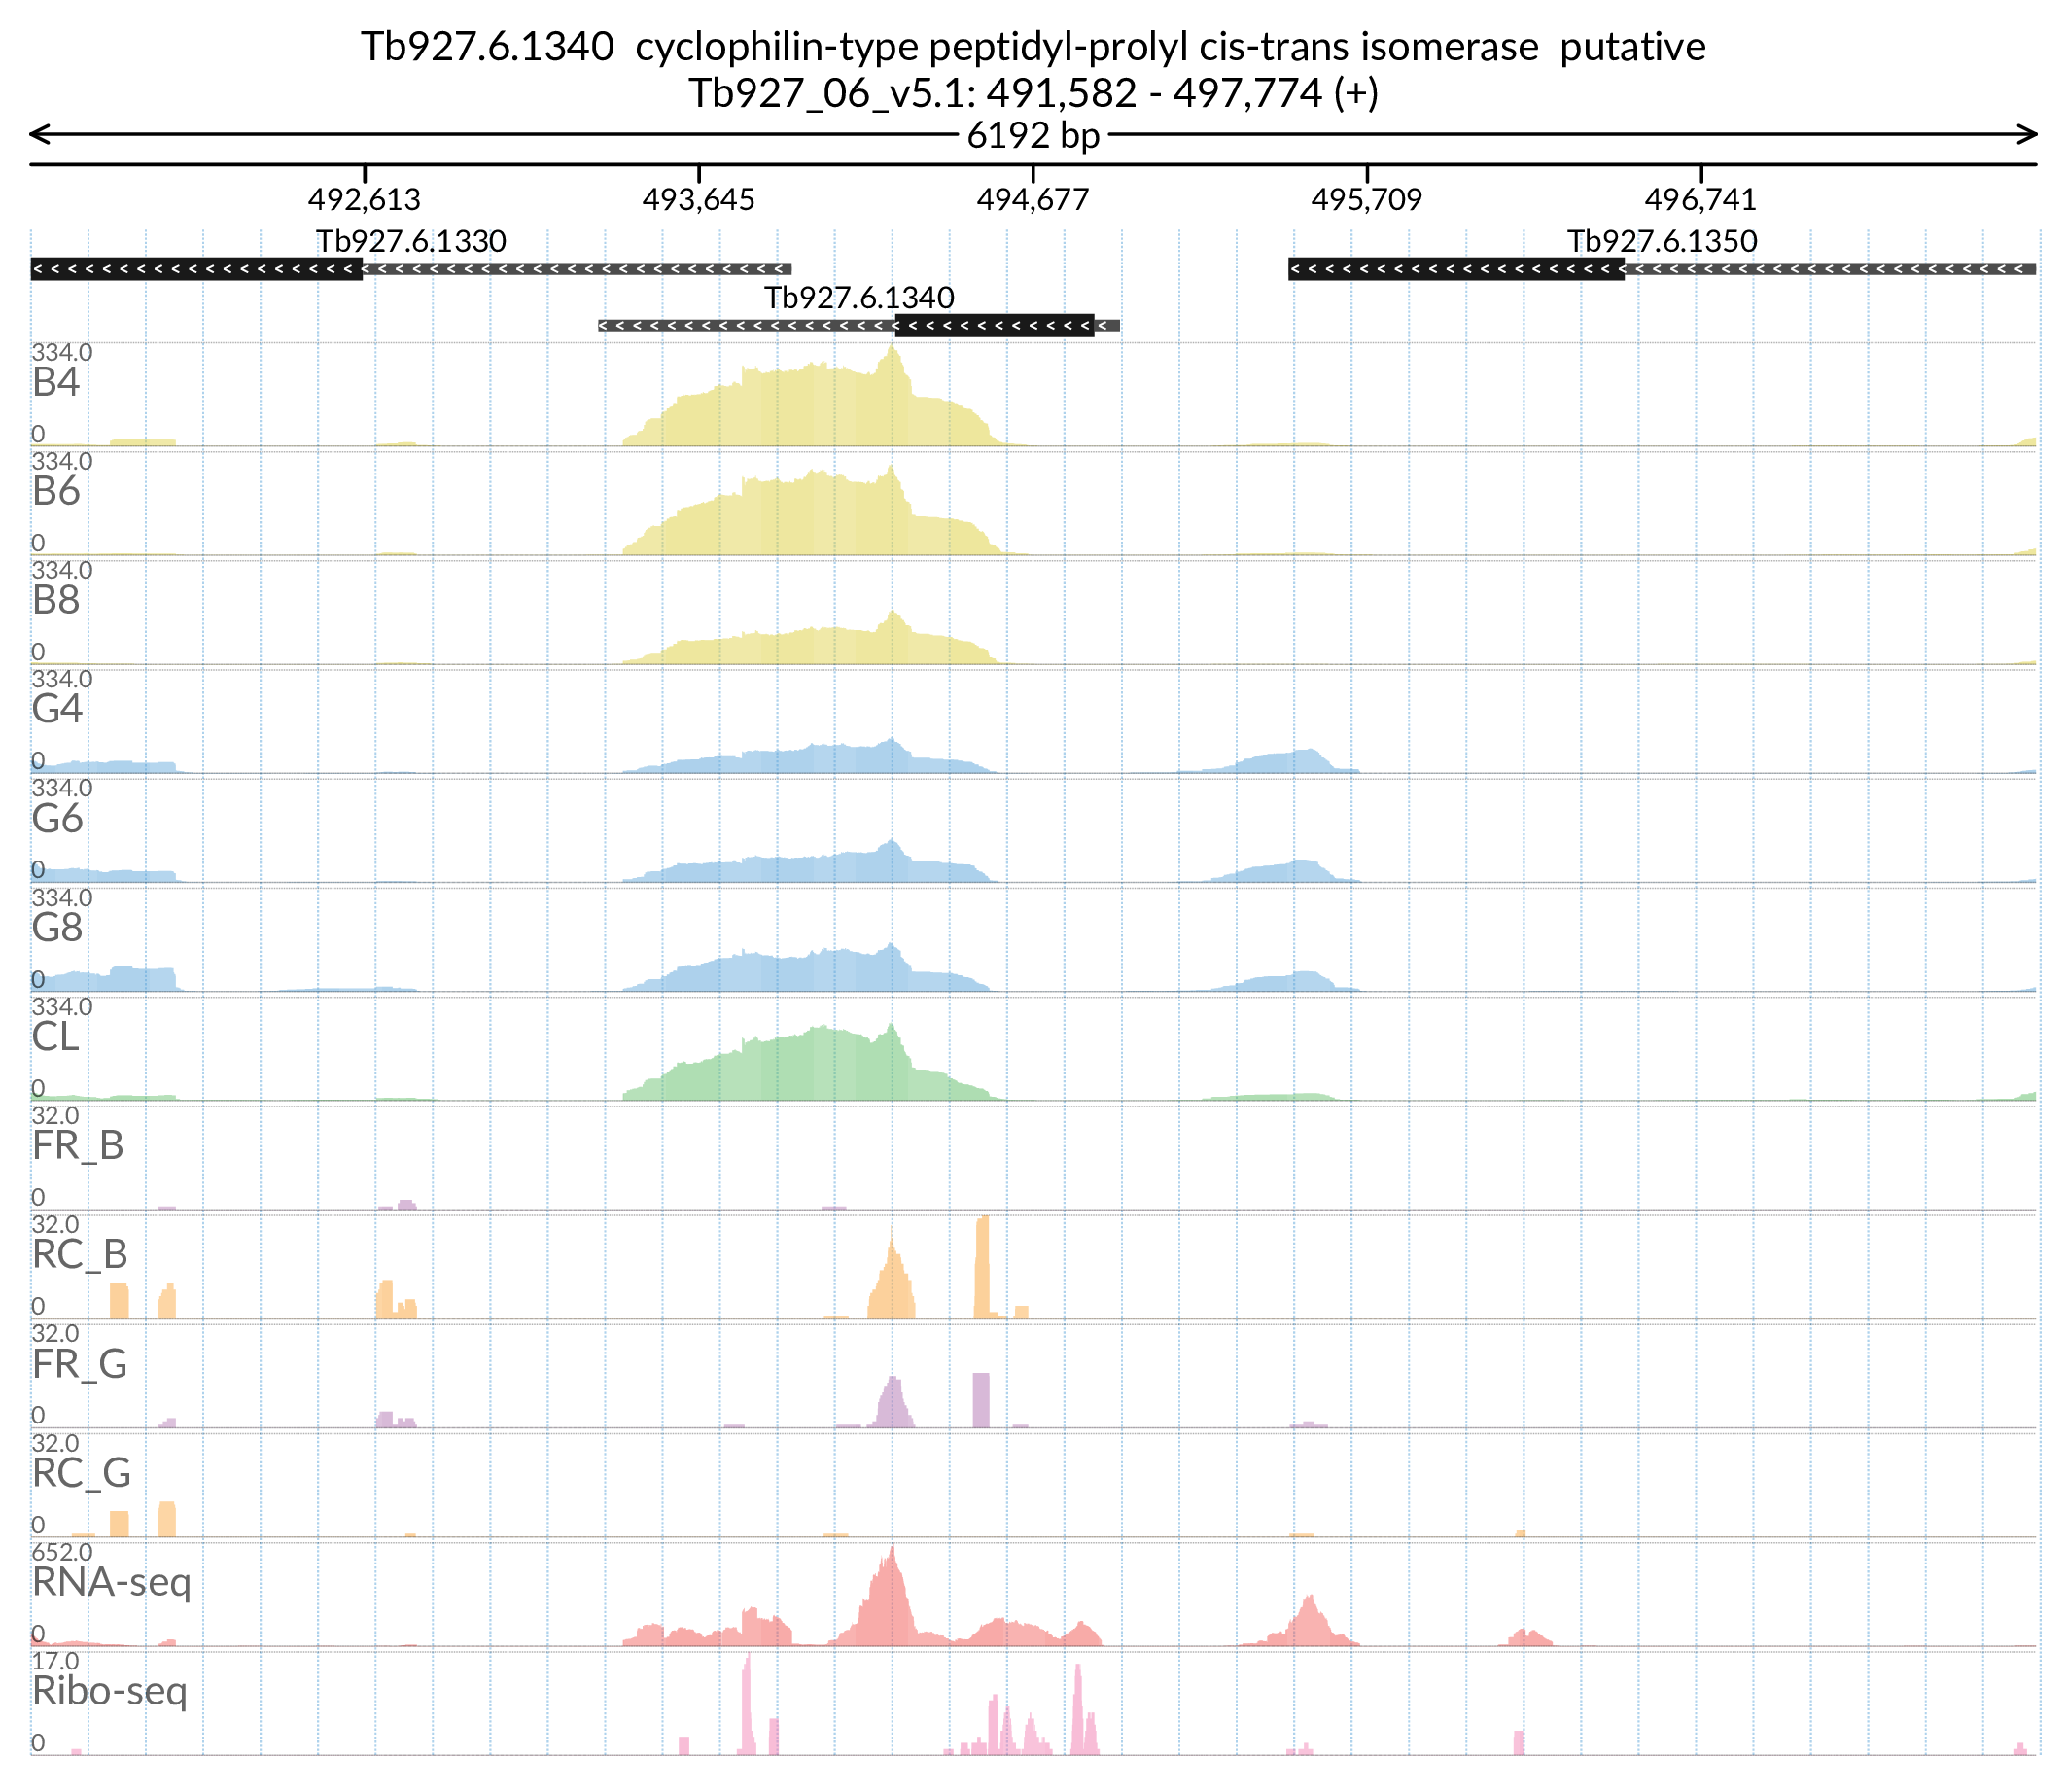 Tb927.6.1340  cyclophilin-type peptidyl-prolyl cis-trans isomerase  putative
Tb927_06_v5.1: 491,582 - 497,774 (+)
6192 bp
492,613 493,645 494,677 495,709 496,741
Tb927.6.1330 Tb927.6.1350
Tb927.6.1340
334.0
B4
0
334.0
B6
0
334.0
B8
0
334.0
G4
0
334.0
G6
0
334.0
G8
0
334.0
CL
0
32.0
FR_B
0
32.0
RC_B
0
32.0
FR_G
0
32.0
RC_G
0
652.0
RNA-seq
0
17.0
Ribo-seq
0